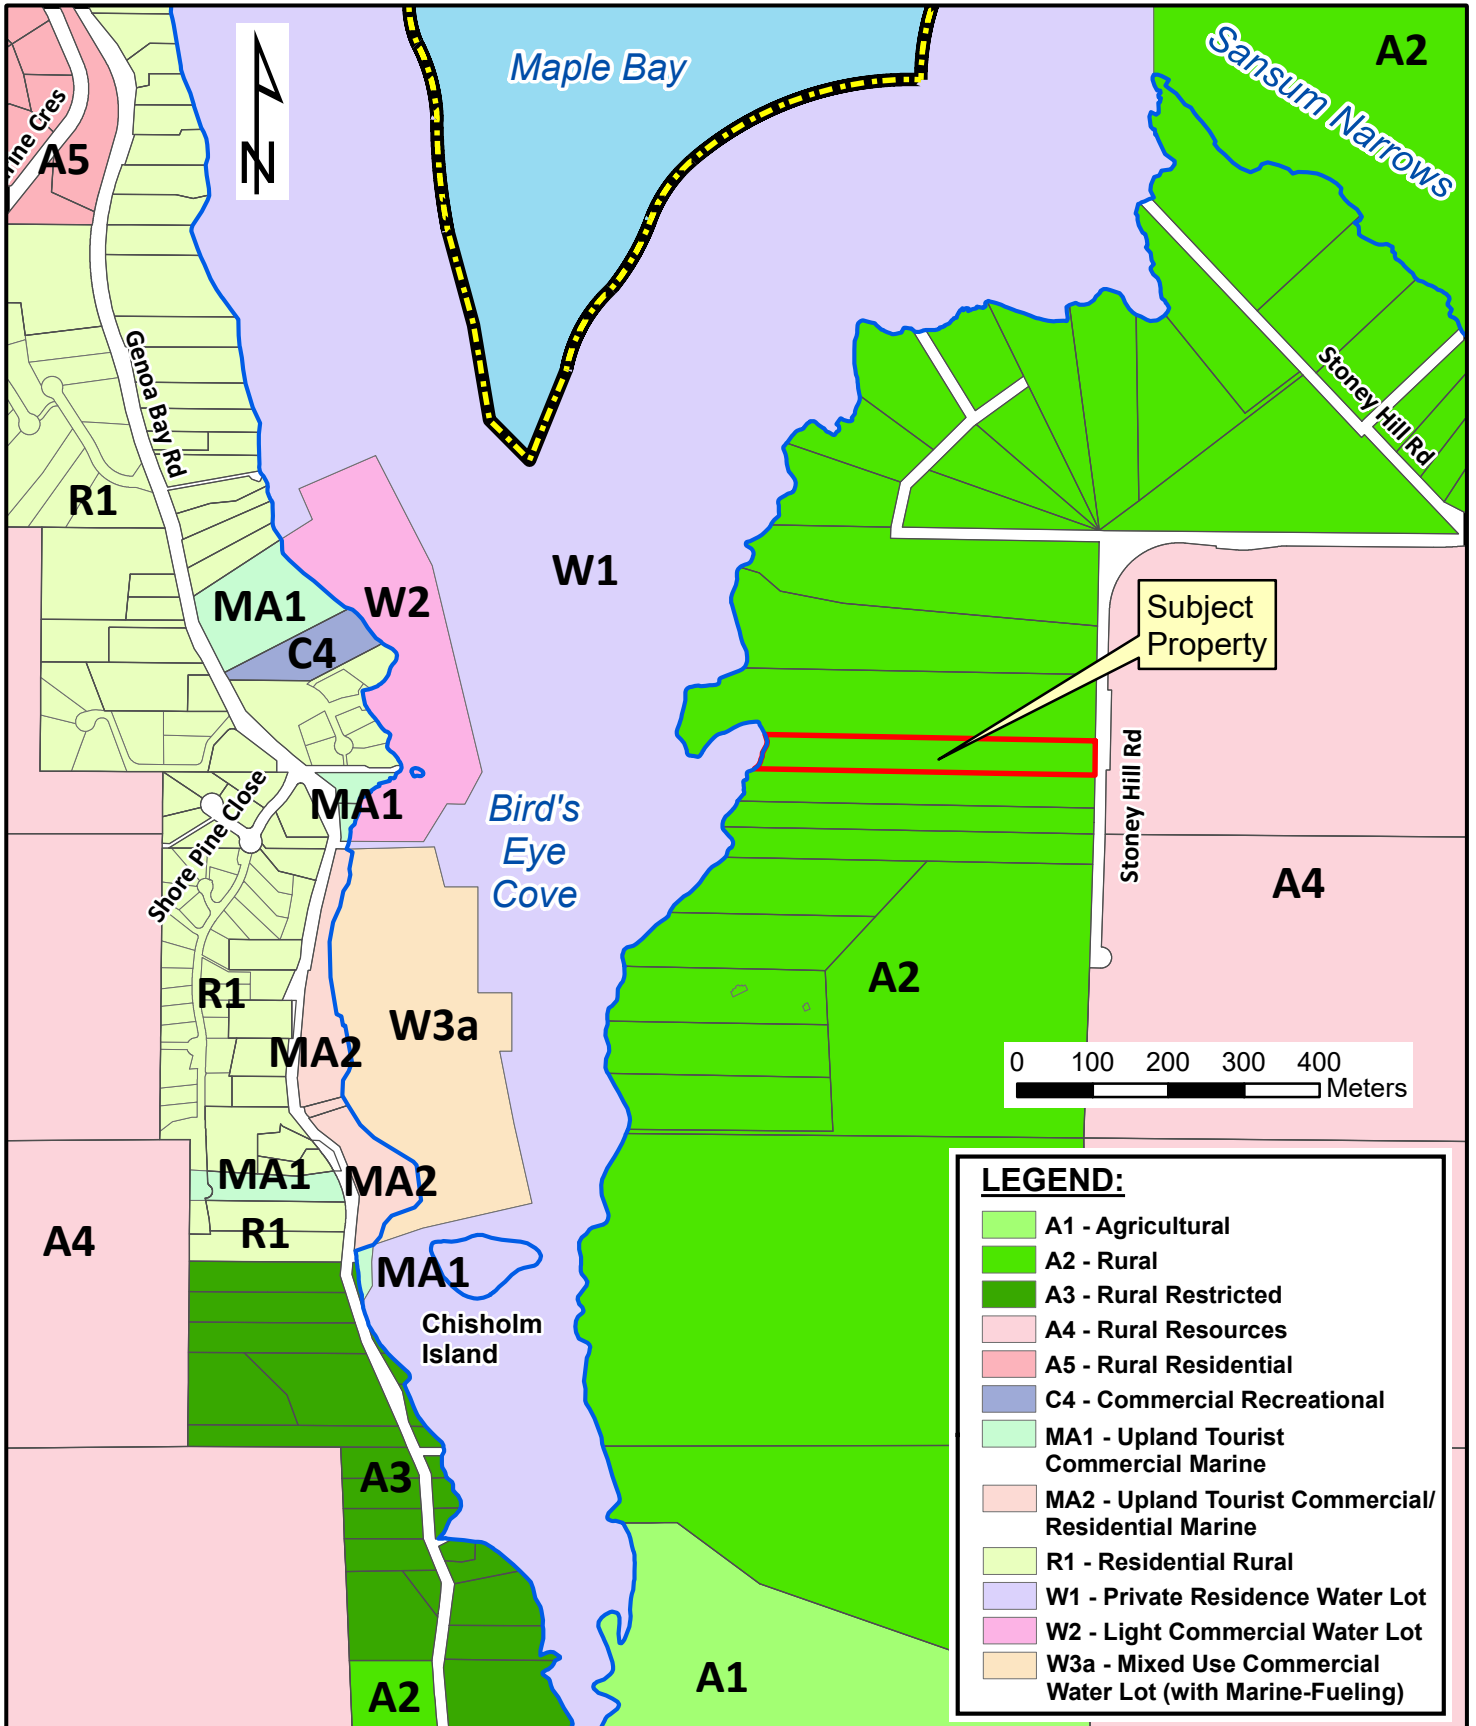 Maple Bay
A2
Sansum Narrows
N
rine Cres
A5
Genoa Bay Rd
Stoney Hill Rd
R1
W1
MA1
W2
C4
Subject
Property
Stoney Hill Rd
Shore Pine Close
MA1
Bird's
Eye
Cove
A4
R1
A2
W3a
MA2
0 100 200 300 400
Meters
MA1
MA2
R1
A4
MA1
Chisholm
Island
A3
A2
A1
LEGEND:
A1 - Agricultural
A2 - Rural
A3 - Rural Restricted
A4 - Rural Resources
A5 - Rural Residential
C4 - Commercial Recreational
MA1 - Upland Tourist
Commercial Marine
MA2 - Upland Tourist Commercial/
Residential Marine
R1 - Residential Rural
W1 - Private Residence Water Lot
W2 - Light Commercial Water Lot
W3a - Mixed Use Commercial
Water Lot (with Marine-Fueling)